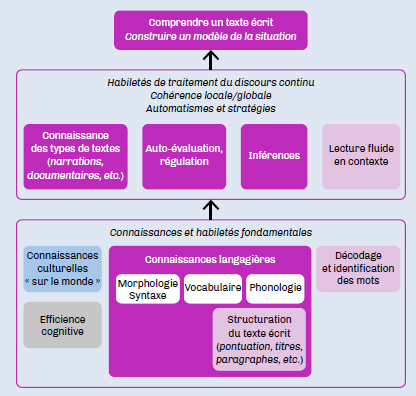 Comprendre un texte écrit
Construire un modèle de la situation
Habiletés de traitement du discours continu
Cohérence locale/globale
Automatismes et stratégies
Connaissance
des types de textes
(narrations,
documentaires, etc.)
Auto-évaluation,
régulation
Inférences
Lecture fluide
en contexte
Connaissances et habiletés fondamentales
Connaissances
culturelles
« sur le monde »
Efficience
cognitive
Connaissances langagières
Morphologie
Syntaxe
Vocabulaire
Phonologie
Structuration
du texte écrit
(pontuation, titres,
paragraphes, etc.)
Décodage
et identification
des mots